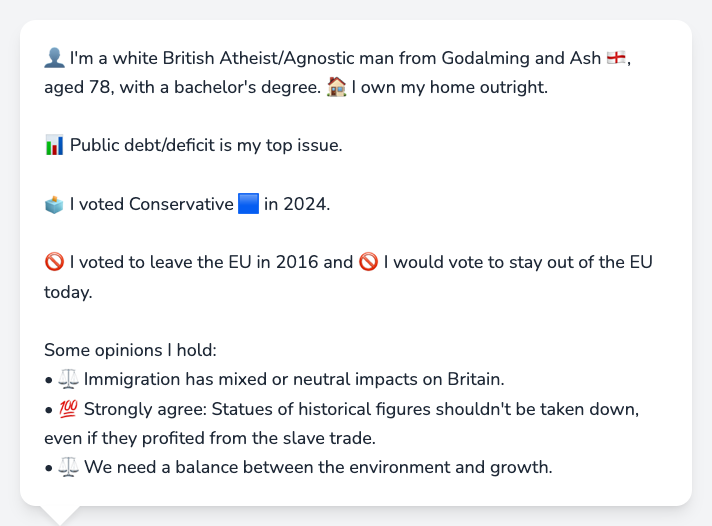 👤 I'm a white British Atheist/Agnostic man from Godalming and Ash 🏴󠁧󠁢󠁥󠁮󠁧󠁿,
aged 78, with a bachelor's degree. 🏠 I own my home outright.
📊 Public debt/deficit is my top issue.
🗳️ I voted Conservative 🟦 in 2024.
🚫 I voted to leave the EU in 2016 and 🚫 I would vote to stay out of the EU
today.
Some opinions I hold:
• ⚖️ Immigration has mixed or neutral impacts on Britain.
• 💯 Strongly agree: Statues of historical figures shouldn't be taken down,
even if they profited from the slave trade.
• ⚖️ We need a balance between the environment and growth.